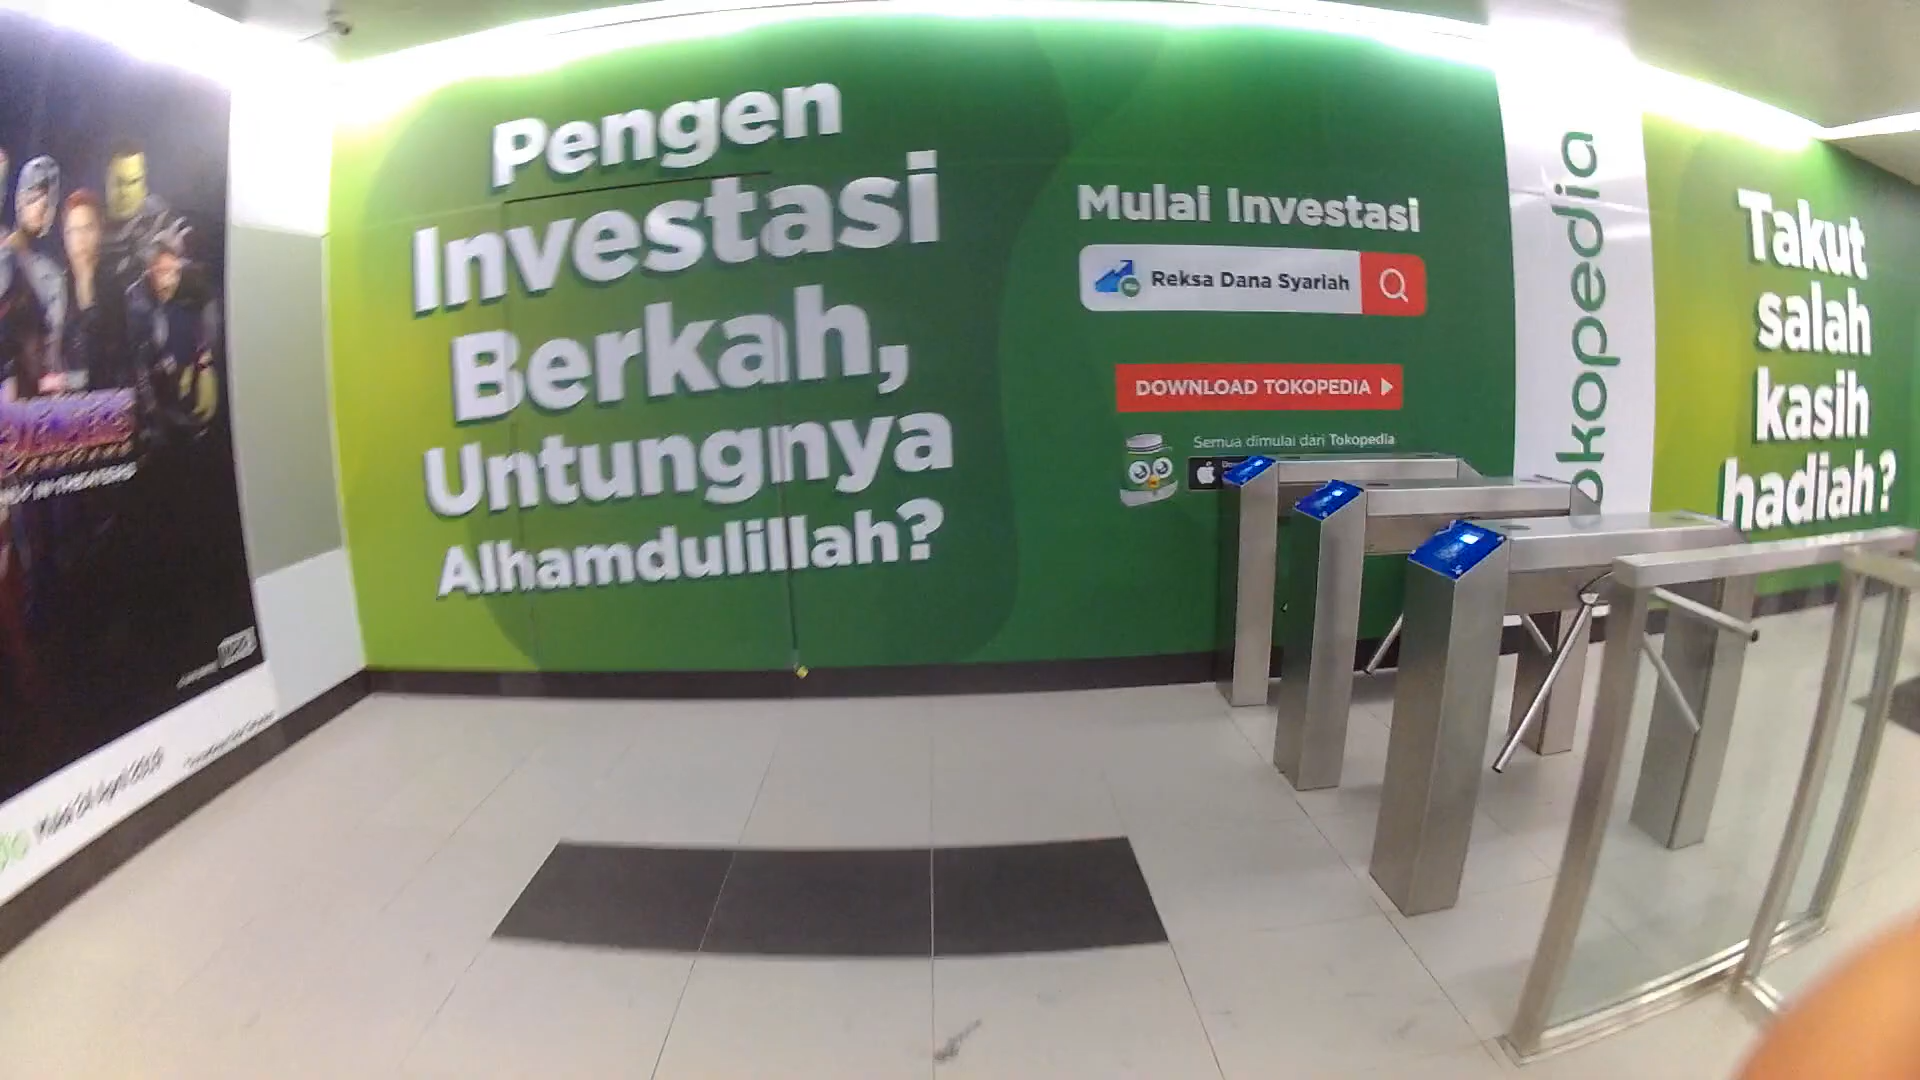 Pengen
Investasi
Berkah,
Untungnya
Alhamdulillah?
Mulai Investasi
Reksa Dana Syariah
DOWNLOAD TOKOPEDIA
Semua dimulai dari Tokopedia
tokopedia
Takut
salah
kasih
hadiah?